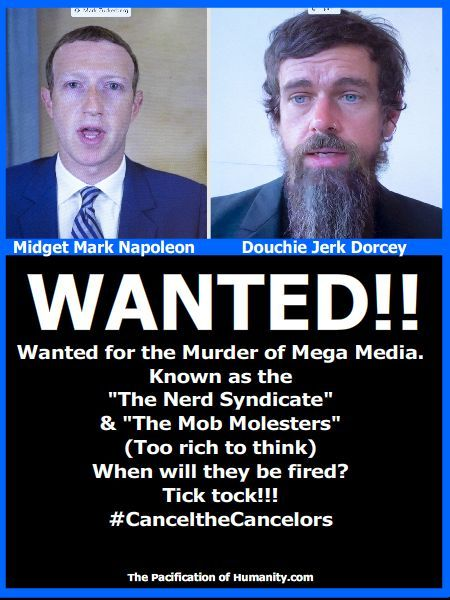 Mark Zuckerberg
Midget Mark Napoleon
Douchie Jerk Dorcey
WANTED!!
Wanted for the Murder of Mega Media.
Known as the
"The Nerd Syndicate"
& "The Mob Molesters"
(Too rich to think)
When will they be fired?
Tick tock!!!
#CanceltheCancelors
The Pacification of Humanity.com